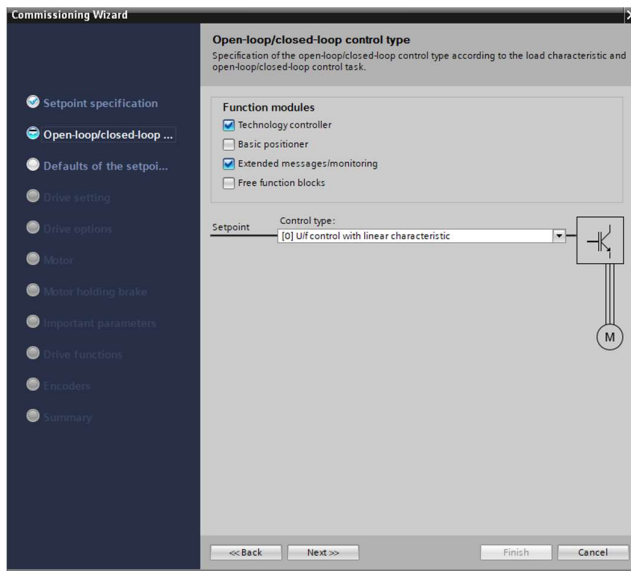 Commissioning Wizard
Setpoint specification
Open-loop/closed-loop ...
Defaults of the setpoi...
Drive setting
Drive options
Motor
Motor holding brake
Important parameters
Drive functions
Encoders
Summary
Open-loop/closed-loop control type
Specification of the open-loop/closed-loop control type according to the load characteristic and
open-loop/closed-loop control task.
Function modules
Technology controller
Basic positioner
Extended messages/monitoring
Free function blocks
Setpoint
Control type:
[0] U/f control with linear characteristic
M
<< Back
Next >>
Finish
Cancel